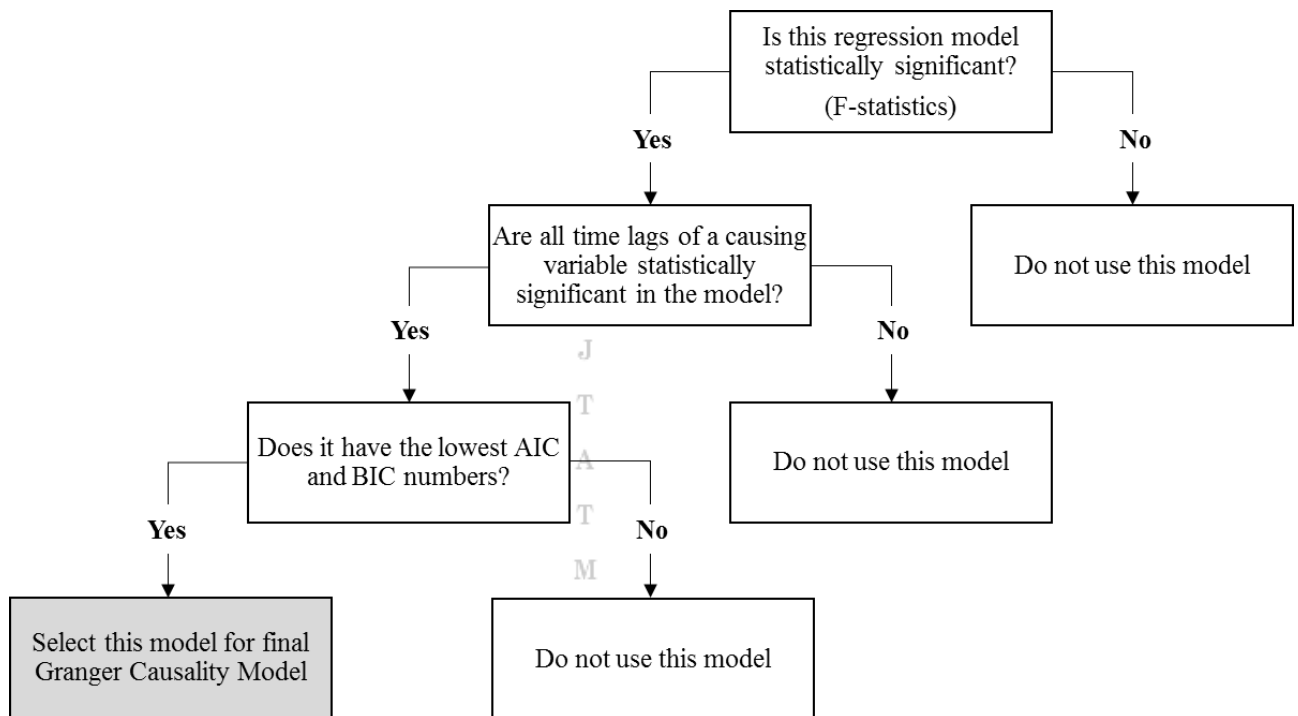 Is this regression model
statistically significant?
(F-statistics)
Yes
No
Are all time lags of a causing
variable statistically
significant in the model?
Do not use this model
Yes
No
J
T
A
T
M
Does it have the lowest AIC
and BIC numbers?
Do not use this model
Yes
No
Select this model for final
Granger Causality Model
Do not use this model